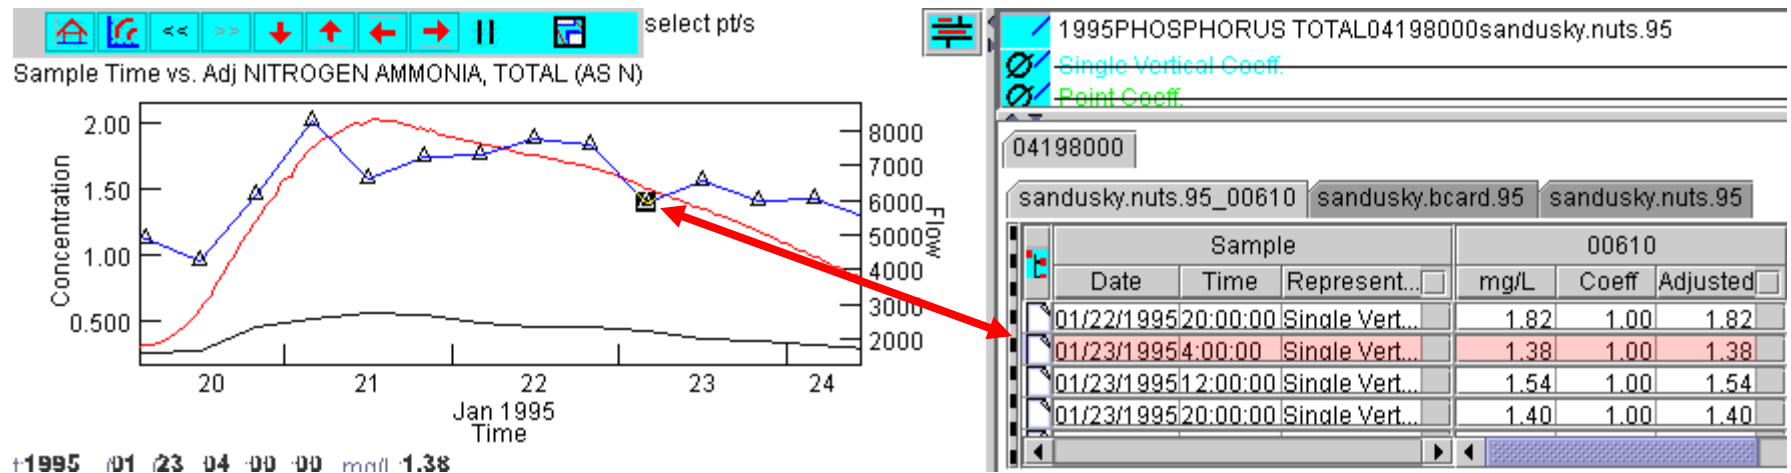 << >> select pt/s
Sample Time vs. Adj NITROGEN AMMONIA, TOTAL (AS N)
2.00
1.50
1.00
0.500
Concentration
8000
7000
6000
5000
4000
3000
2000
Flow
20 21 22 23 24
Jan 1995
Time
t:1995 /01 /23 04 :00 :00 mg/L:1.38
1995PHOSPHORUS TOTAL04198000sandusky.nuts.95
Single Vertical Coeff.
Point Coeff.
04198000
sandusky.nuts.95_00610 sandusky.bcard.95 sandusky.nuts.95
Sample 00610
Date Time Represent... mg/L Coeff Adjusted
01/22/1995 20:00:00 Single Vert... 1.82 1.00 1.82
01/23/1995 4:00:00 Single Vert... 1.38 1.00 1.38
01/23/1995 12:00:00 Single Vert... 1.54 1.00 1.54
01/23/1995 20:00:00 Single Vert... 1.40 1.00 1.40